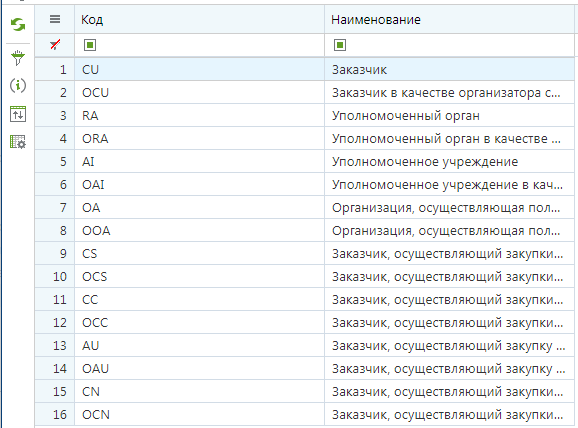 Код Наименование
1 CU Заказчик
2 OCU Заказчик в качестве организатора с...
3 RA Уполномоченный орган
4 ORA Уполномоченный орган в качестве ...
5 AI Уполномоченное учреждение
6 OAI Уполномоченное учреждение в кач...
7 OA Организация, осуществляющая пол...
8 OOA Организация, осуществляющая пол...
9 CS Заказчик, осуществляющий закупки...
10 OCS Заказчик, осуществляющий закупки...
11 CC Заказчик, осуществляющий закупки...
12 OCC Заказчик, осуществляющий закупки...
13 AU Заказчик, осуществляющий закупку ...
14 OAU Заказчик, осуществляющий закупку ...
15 CN Заказчик, осуществляющий закупки...
16 OCN Заказчик, осуществляющий закупки...